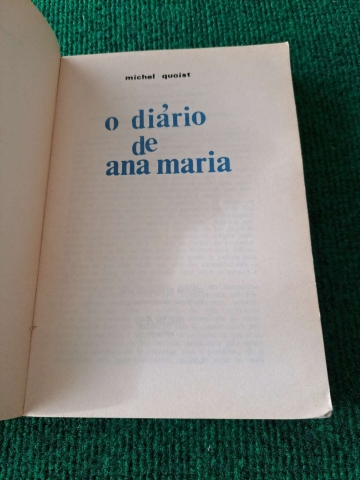 michel quoist
o diário
de
ana maria